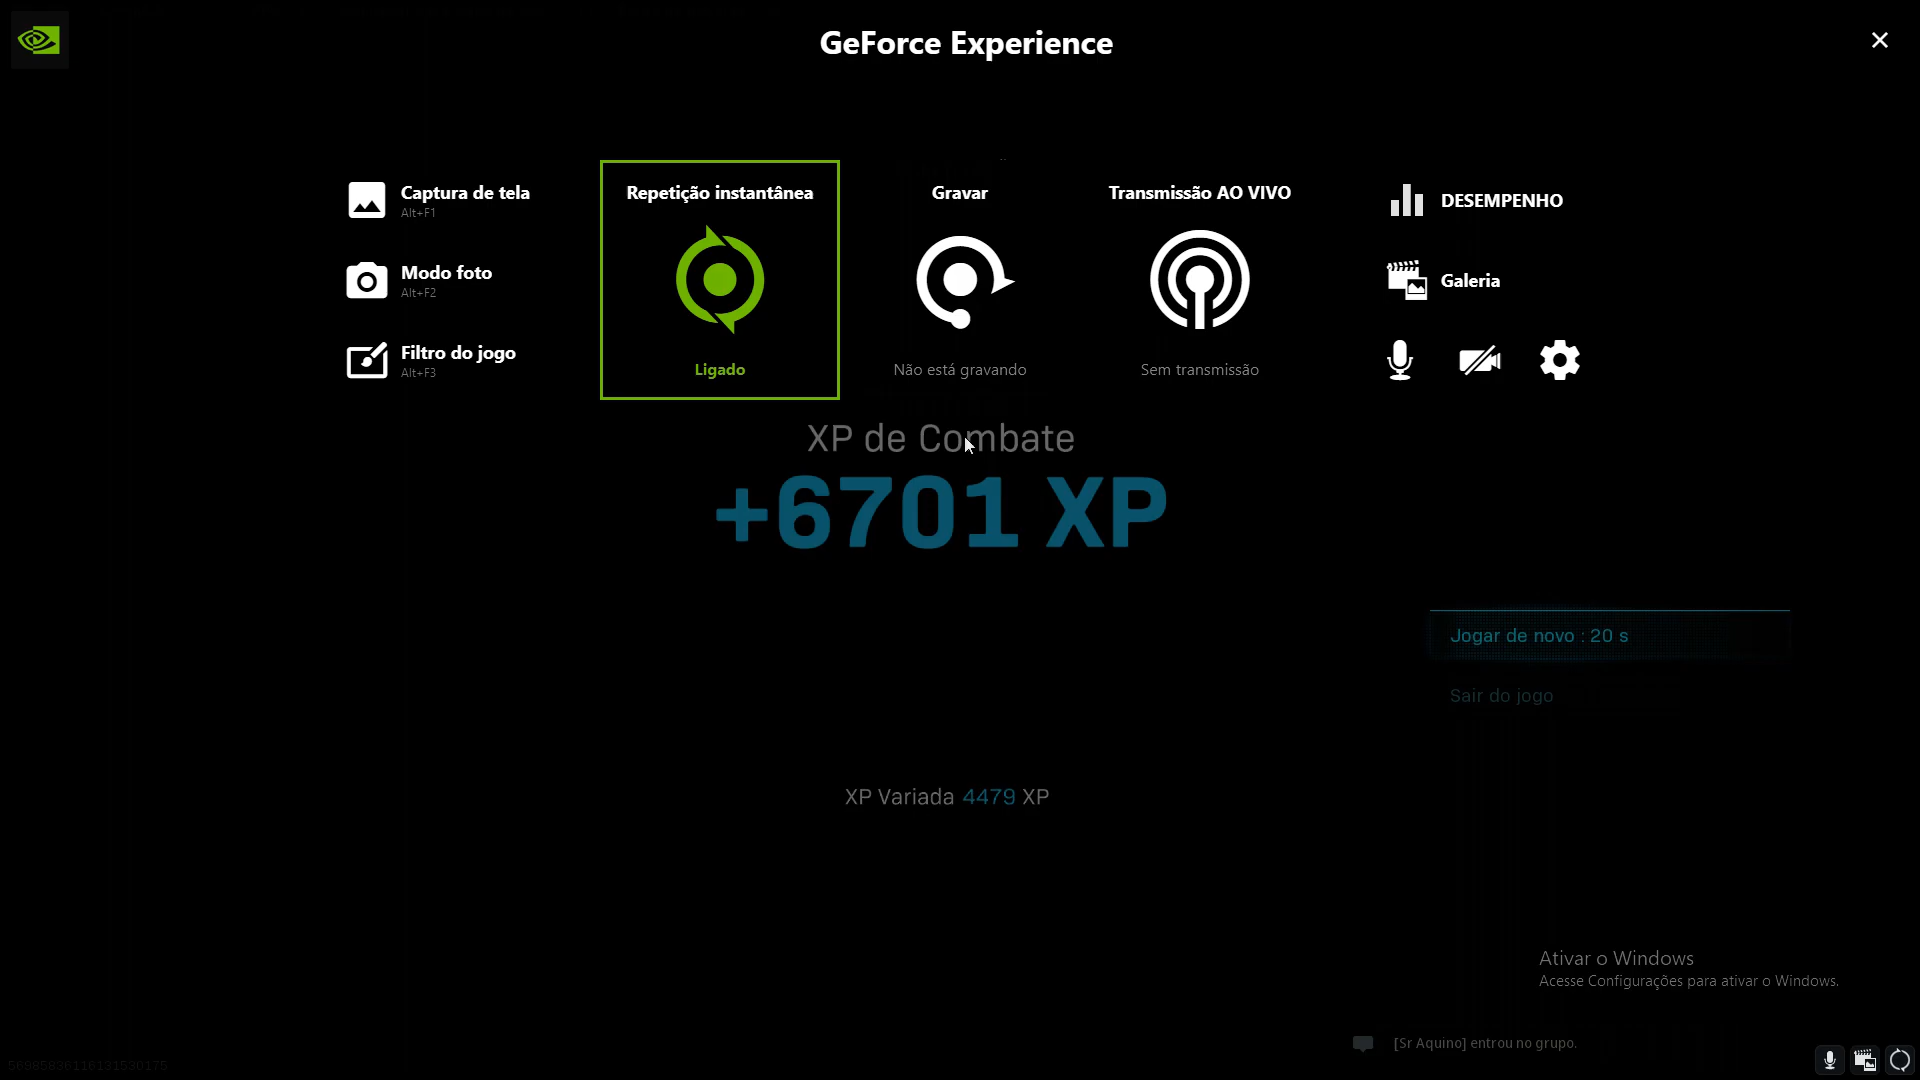 GeForce Experience
Captura de tela
Alt+F1
Modo foto
Alt+F2
Filtro do jogo
Alt+F3
Repetição instantânea
Ligado
Gravar
Não está gravando
Transmissão AO VIVO
Sem transmissão
DESEMPENHO
Galeria
XP de Combate
+6701 XP
Jogar de novo : 20 s
Sair do jogo
XP Variada 4479 XP
Ativar o Windows
Acesse Configurações para ativar o Windows.
[Sr Aquino] entrou no grupo.